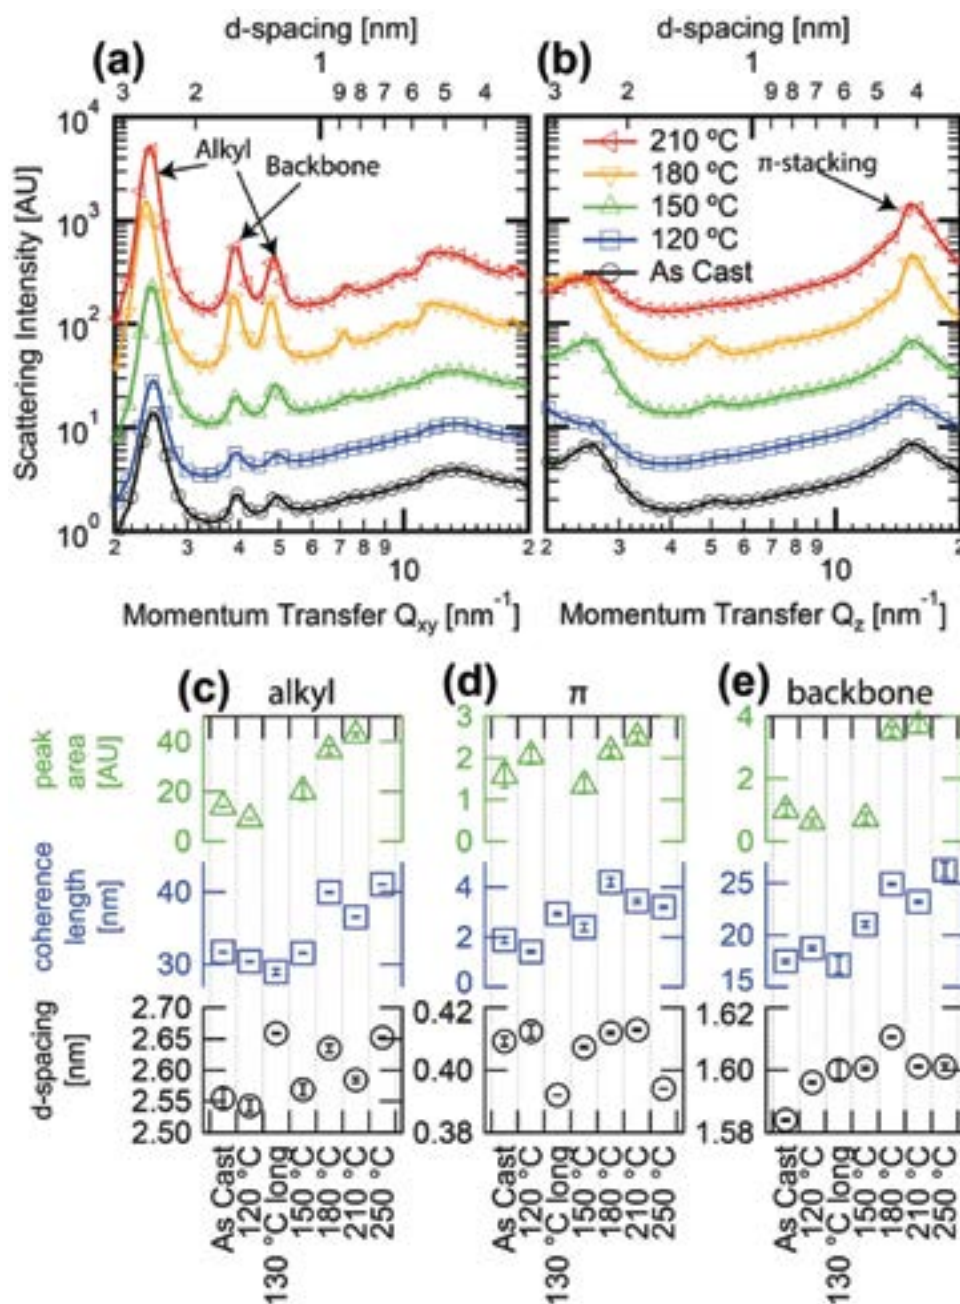 d-spacing [nm]
d-spacing [nm]
(a)
(b)
3 2 1 9 8 7 6 5 4
3 2 1 9 8 7 6 5 4
10⁴
10³
10²
10¹
10⁰
Scattering Intensity [AU]
Alkyl
Backbone
210 ºC
180 ºC
150 ºC
120 ºC
As Cast
π-stacking
2 3 4 5 6 7 8 9 10 2
2 3 4 5 6 7 8 9 10 2
Momentum Transfer Qxy [nm⁻¹]
Momentum Transfer Qz [nm⁻¹]
(c) alkyl
(d) π
(e) backbone
peak area [AU]
40
20
0
3
2
1
0
4
2
0
coherence length [nm]
40
30
4
2
0
25
20
15
d-spacing [nm]
2.70
2.65
2.60
2.55
2.50
0.42
0.40
0.38
1.62
1.60
1.58
As Cast
120 °C
130 °C long
150 °C
180 °C
210 °C
250 °C
As Cast
120 °C
130 °C long
150 °C
180 °C
210 °C
250 °C
As Cast
120 °C
130 °C long
150 °C
180 °C
210 °C
250 °C